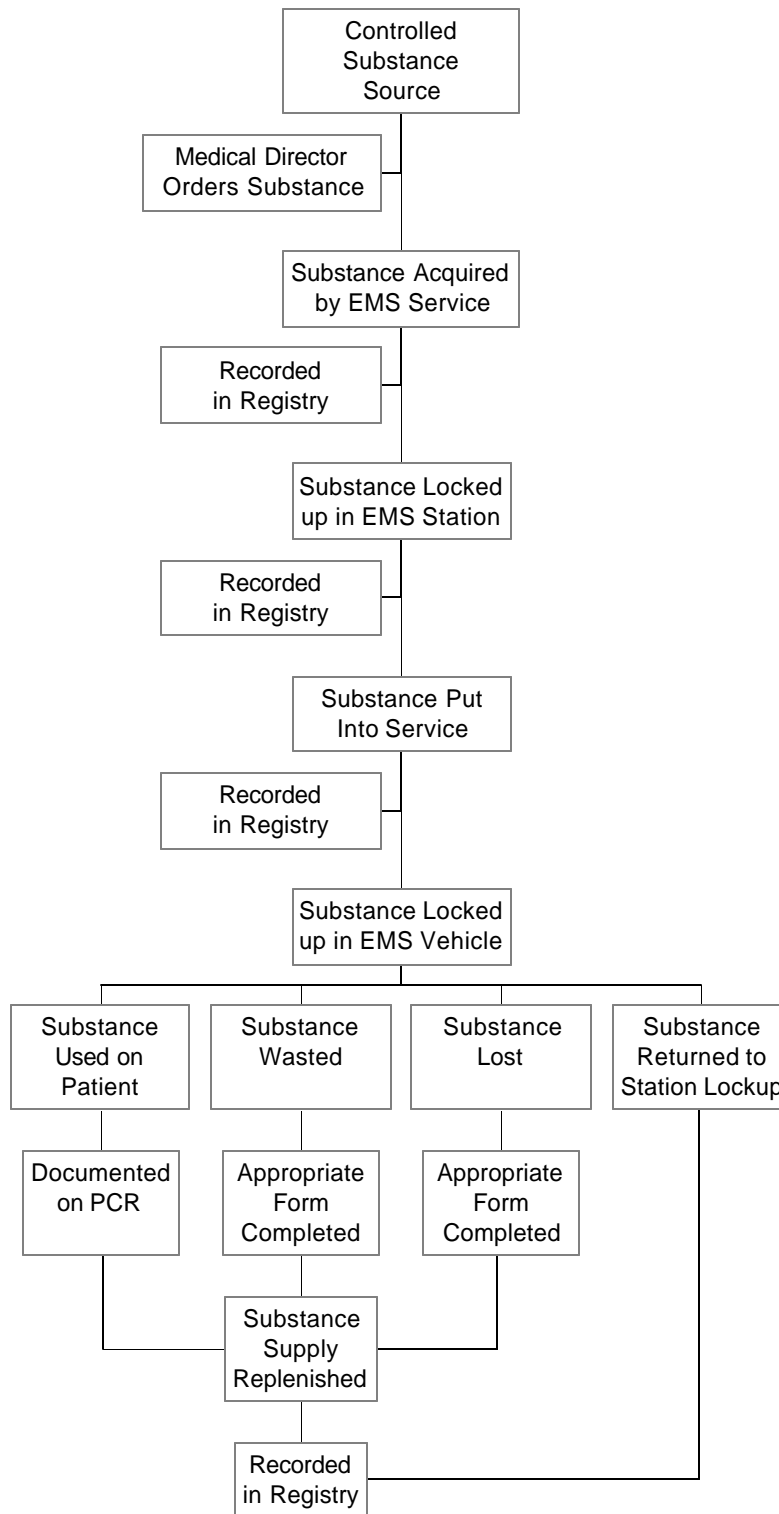 Controlled
Substance
Source
Medical Director
Orders Substance
Substance Acquired
by EMS Service
Recorded
in Registry
Substance Locked
up in EMS Station
Recorded
in Registry
Substance Put
Into Service
Recorded
in Registry
Substance Locked
up in EMS Vehicle
Substance
Used on
Patient
Substance
Wasted
Substance
Lost
Substance
Returned to
Station Lockup
Documented
on PCR
Appropriate
Form
Completed
Appropriate
Form
Completed
Substance
Supply
Replenished
Recorded
in Registry